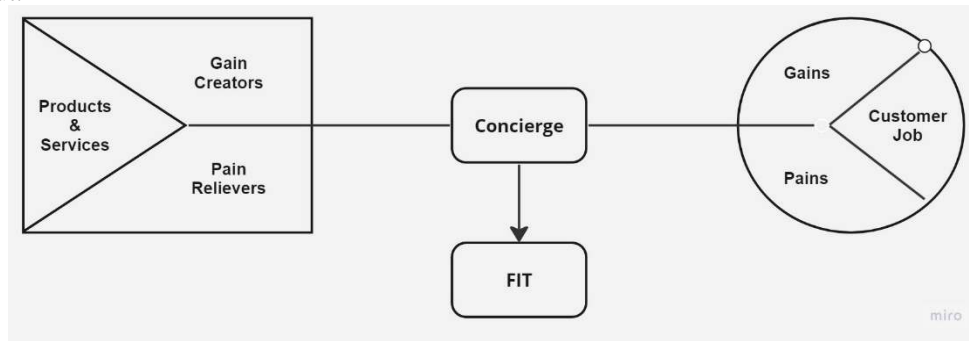 Products
&
Services
Gain
Creators
Pain
Relievers
Concierge
FIT
Gains
Pains
Customer
Job
miro